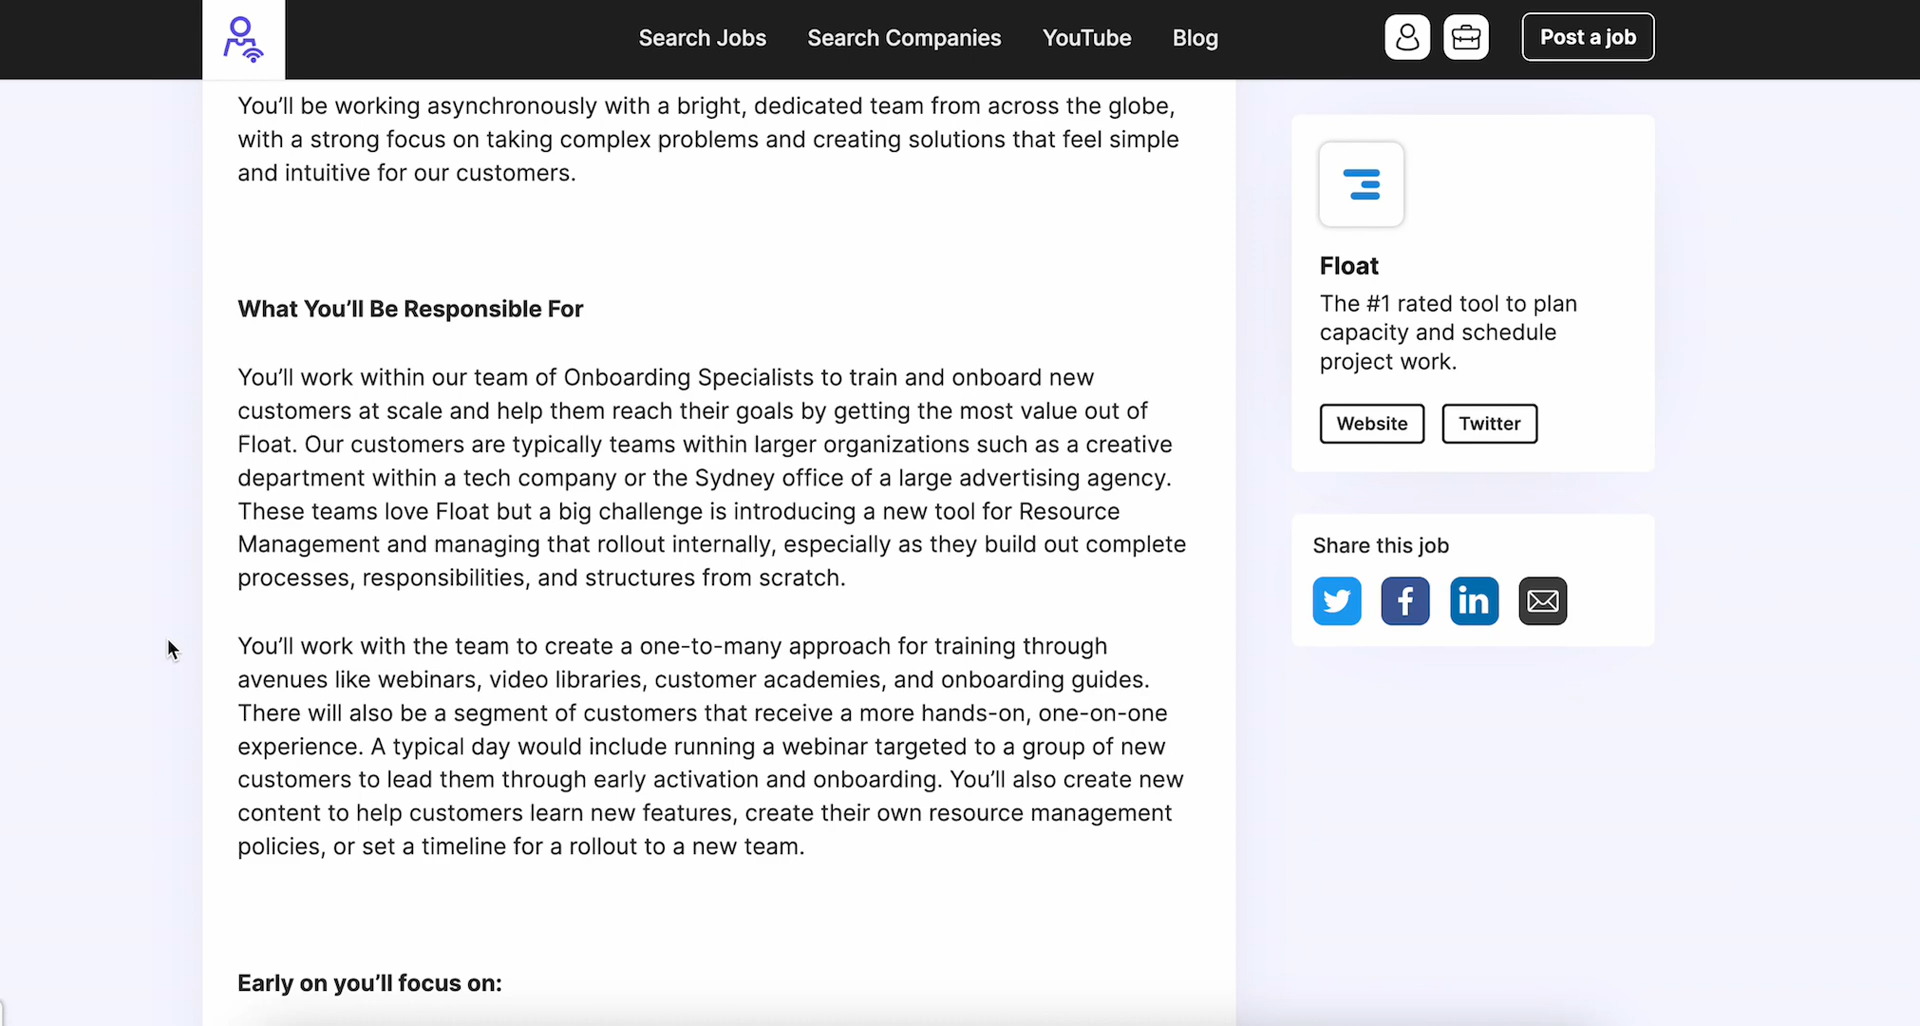 Search Jobs
Search Companies
YouTube
Blog
Post a job
You'll be working asynchronously with a bright, dedicated team from across the globe,
with a strong focus on taking complex problems and creating solutions that feel simple
and intuitive for our customers.
What You'll Be Responsible For
You'll work within our team of Onboarding Specialists to train and onboard new
customers at scale and help them reach their goals by getting the most value out of
Float. Our customers are typically teams within larger organizations such as a creative
department within a tech company or the Sydney office of a large advertising agency.
These teams love Float but a big challenge is introducing a new tool for Resource
Management and managing that rollout internally, especially as they build out complete
processes, responsibilities, and structures from scratch.
You'll work with the team to create a one-to-many approach for training through
avenues like webinars, video libraries, customer academies, and onboarding guides.
There will also be a segment of customers that receive a more hands-on, one-on-one
experience. A typical day would include running a webinar targeted to a group of new
customers to lead them through early activation and onboarding. You'll also create new
content to help customers learn new features, create their own resource management
policies, or set a timeline for a rollout to a new team.
Early on you'll focus on:
Float
The #1 rated tool to plan
capacity and schedule
project work.
Website
Twitter
Share this job